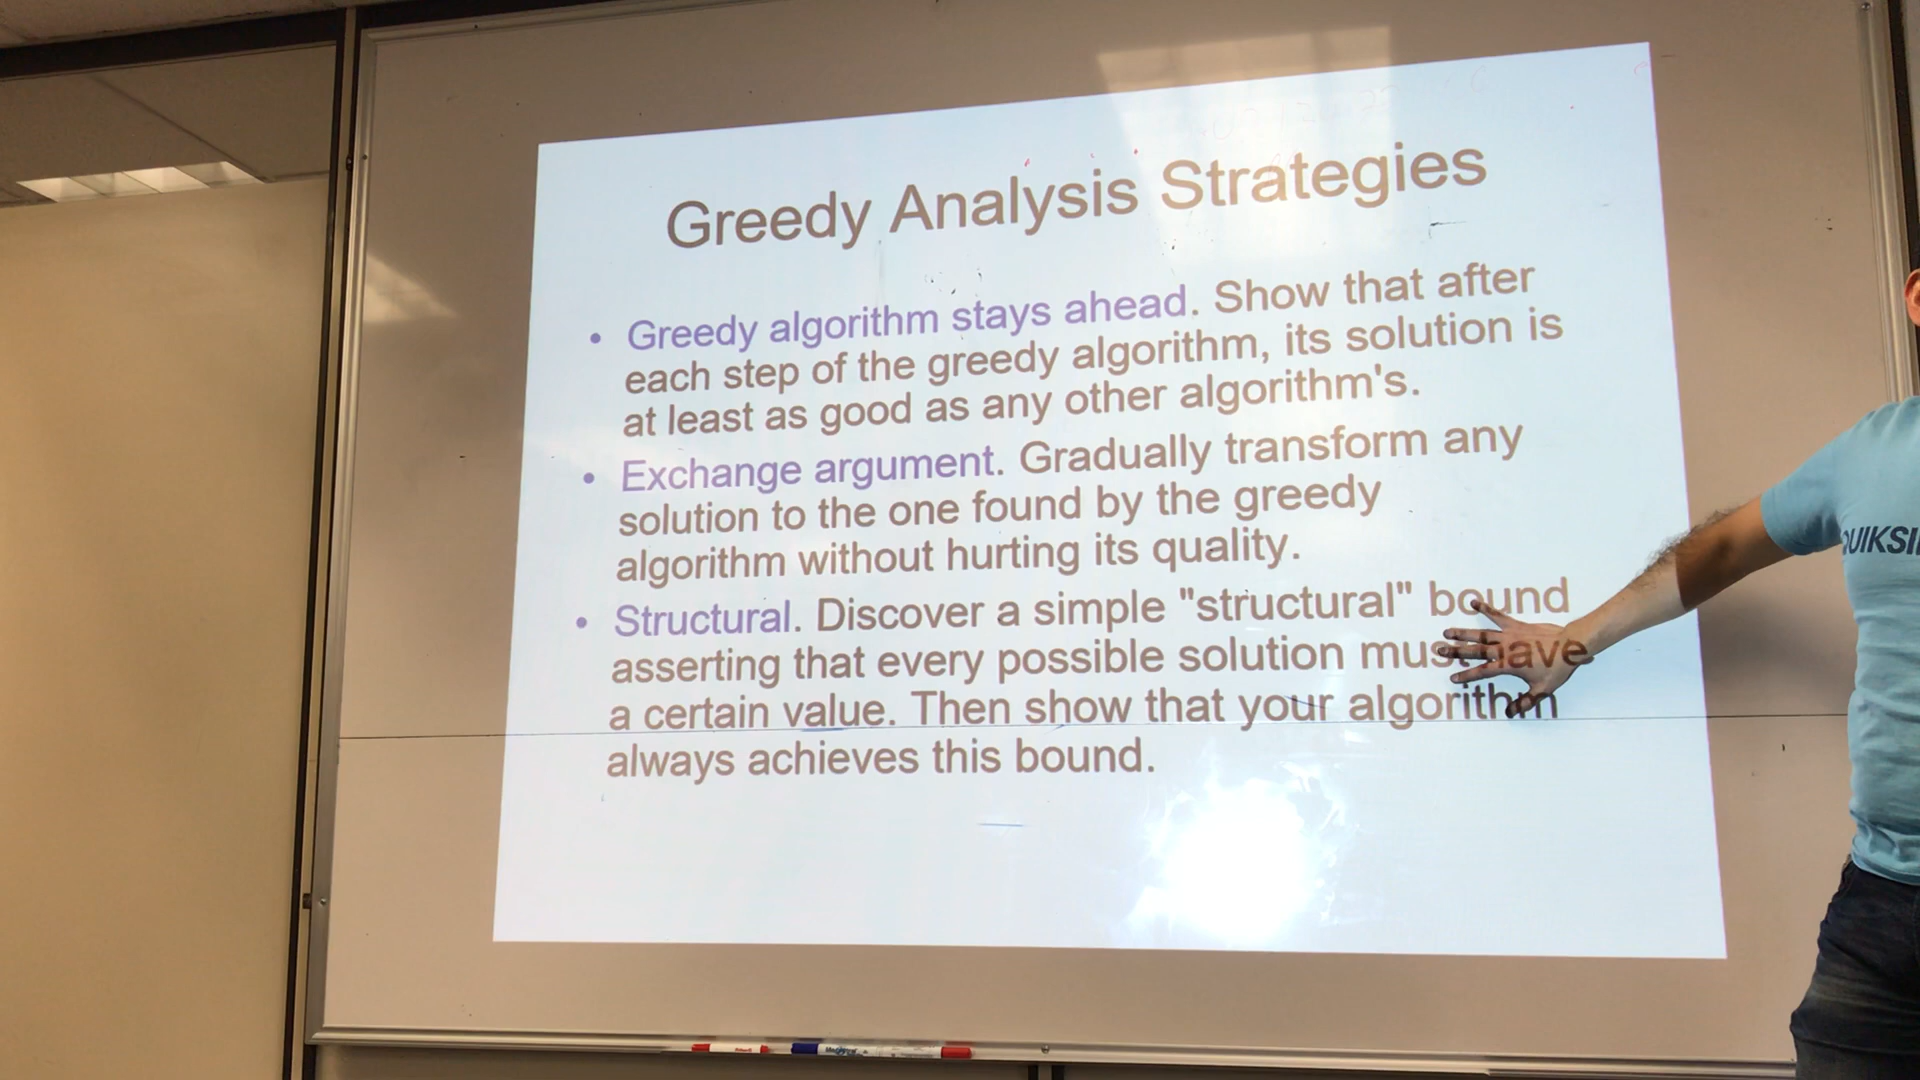 Greedy Analysis Strategies
• Greedy algorithm stays ahead. Show that after
each step of the greedy algorithm, its solution is
at least as good as any other algorithm's.
• Exchange argument. Gradually transform any
solution to the one found by the greedy
algorithm without hurting its quality.
• Structural. Discover a simple "structural" bound
asserting that every possible solution must have
a certain value. Then show that your algorithm
always achieves this bound.